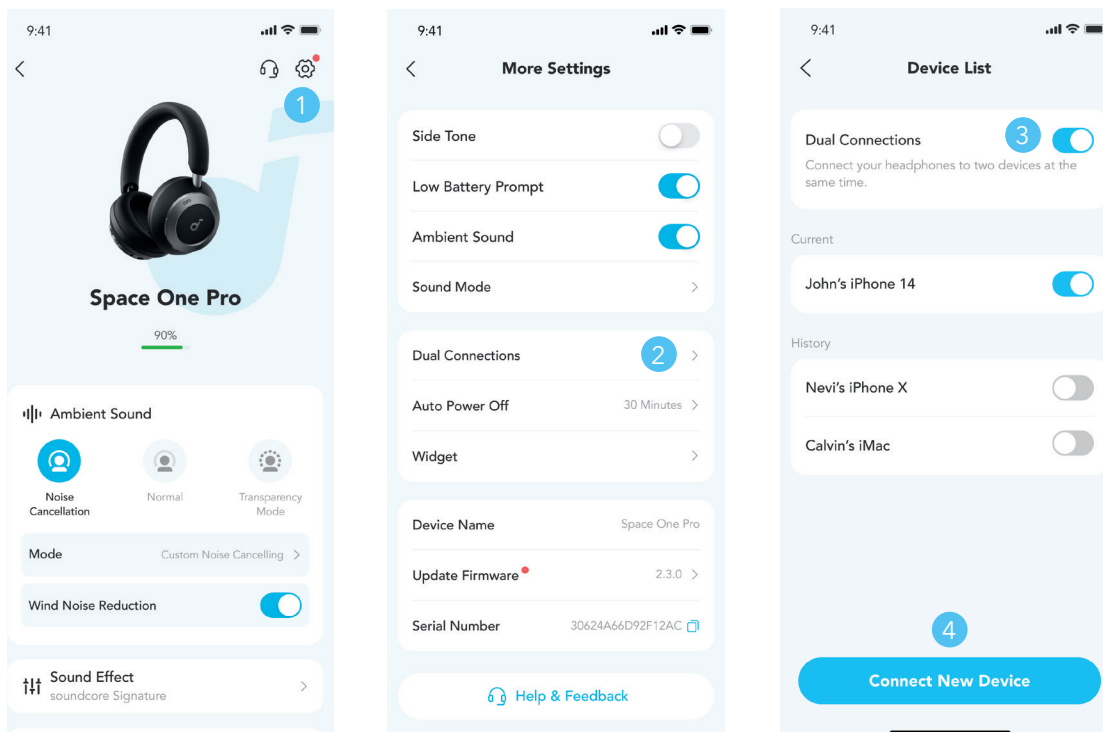 9:41
1
Space One Pro
90%
Ambient Sound
Noise Cancellation
Normal
Transparency Mode
Mode Custom Noise Cancelling
Wind Noise Reduction
Sound Effect
soundcore Signature
9:41
More Settings
Side Tone
Low Battery Prompt
Ambient Sound
Sound Mode
Dual Connections 2
Auto Power Off 30 Minutes
Widget
Device Name Space One Pro
Update Firmware 2.3.0
Serial Number 30624A66D92F12AC
Help & Feedback
9:41
Device List
Dual Connections 3
Connect your headphones to two devices at the
same time.
Current
John's iPhone 14
History
Nevi's iPhone X
Calvin's iMac
4
Connect New Device